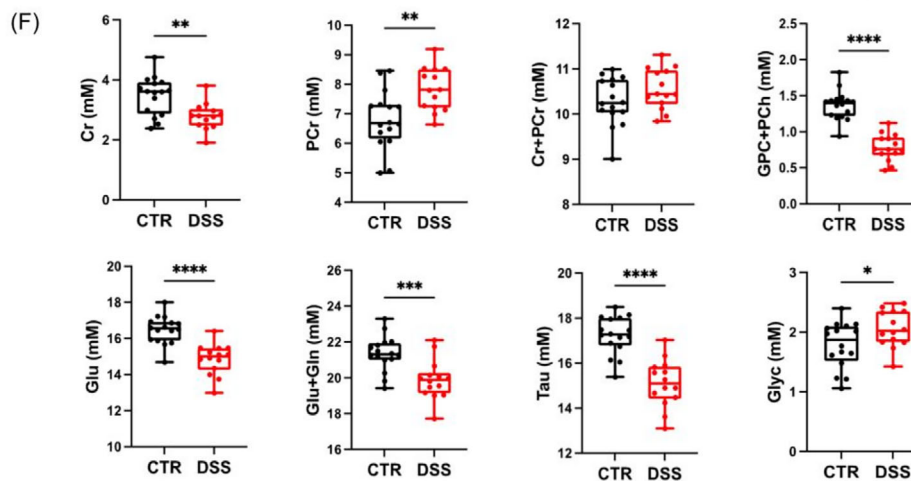 (F)
**
Cr (mM)
6
4
2
0
CTR DSS
**
PCr (mM)
10
9
8
7
6
5
4
CTR DSS
Cr+PCr (mM)
12
11
10
9
8
CTR DSS
****
GPC+PCh (mM)
2.5
2.0
1.5
1.0
0.5
0.0
CTR DSS
****
Glu (mM)
20
18
16
14
12
10
CTR DSS
***
Glu+Gln (mM)
26
24
22
20
18
16
CTR DSS
****
Tau (mM)
20
18
16
14
12
CTR DSS
*
Glyc (mM)
3
2
1
0
CTR DSS